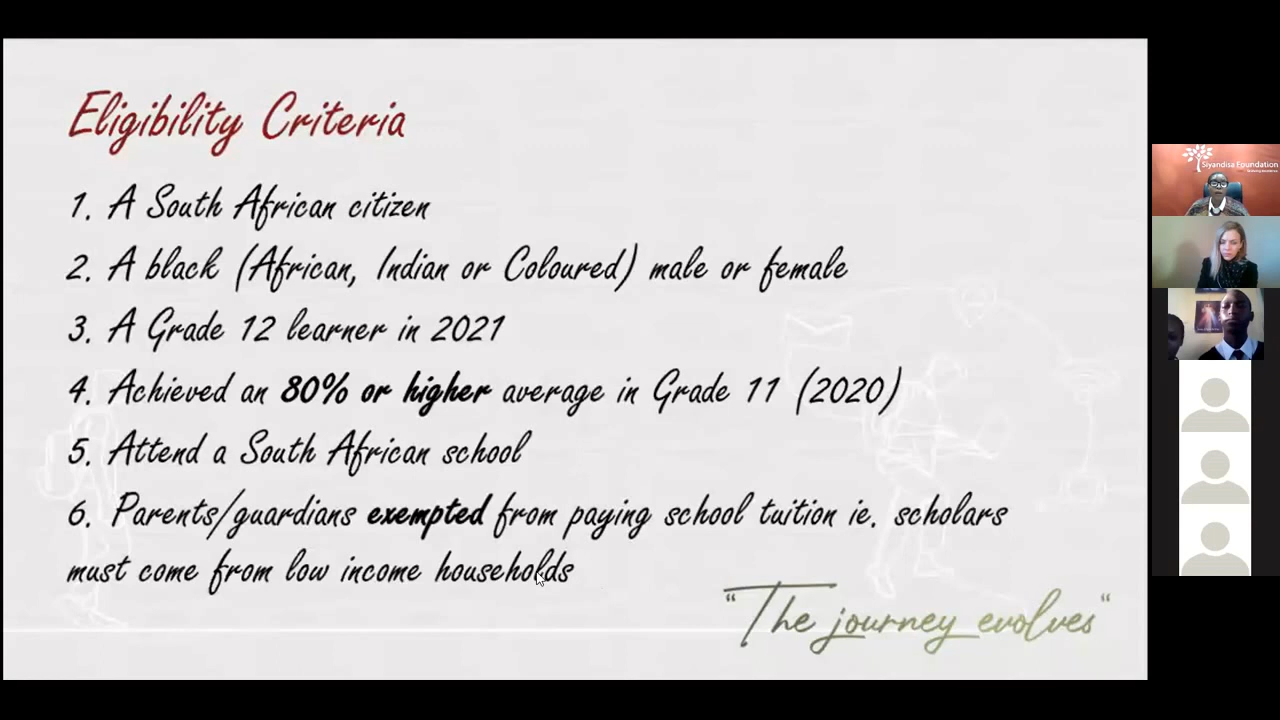 Eligibility Criteria
1. A South African citizen
2. A black (African, Indian or Coloured) male or female
3. A Grade 12 learner in 2021
4. Achieved an 80% or higher average in Grade 11 (2020)
5. Attend a South African school
6. Parents/guardians exempted from paying school tuition ie. scholars
must come from low income households
"The journey evolves"
Siyandisa Foundation